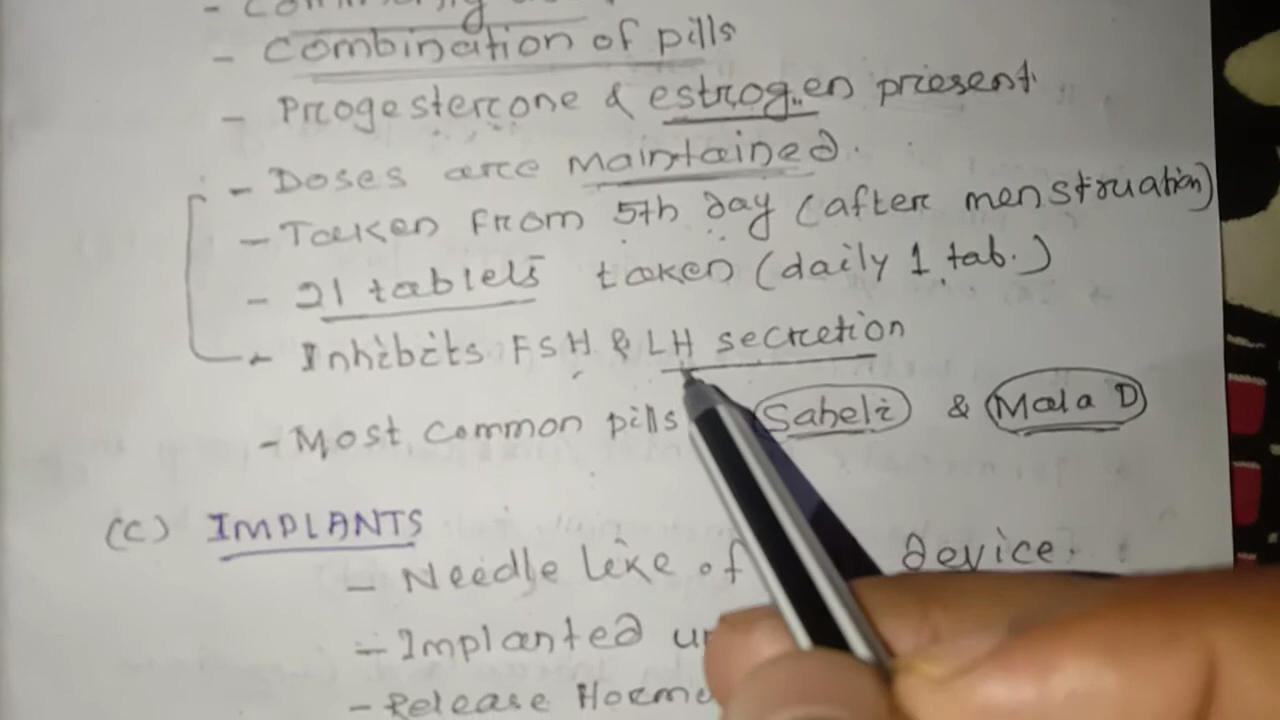 - Combination of pills
- Progesterone & estrogen present.
- Doses are maintained.
- Taken from 5th day (after menstruation)
- 21 tablets taken (daily 1 tab.)
- Inhibits FSH & LH secretion
- Most common pills Saheli & Mala D
(C) IMPLANTS
- Needle like of device.
- Implanted
- Release